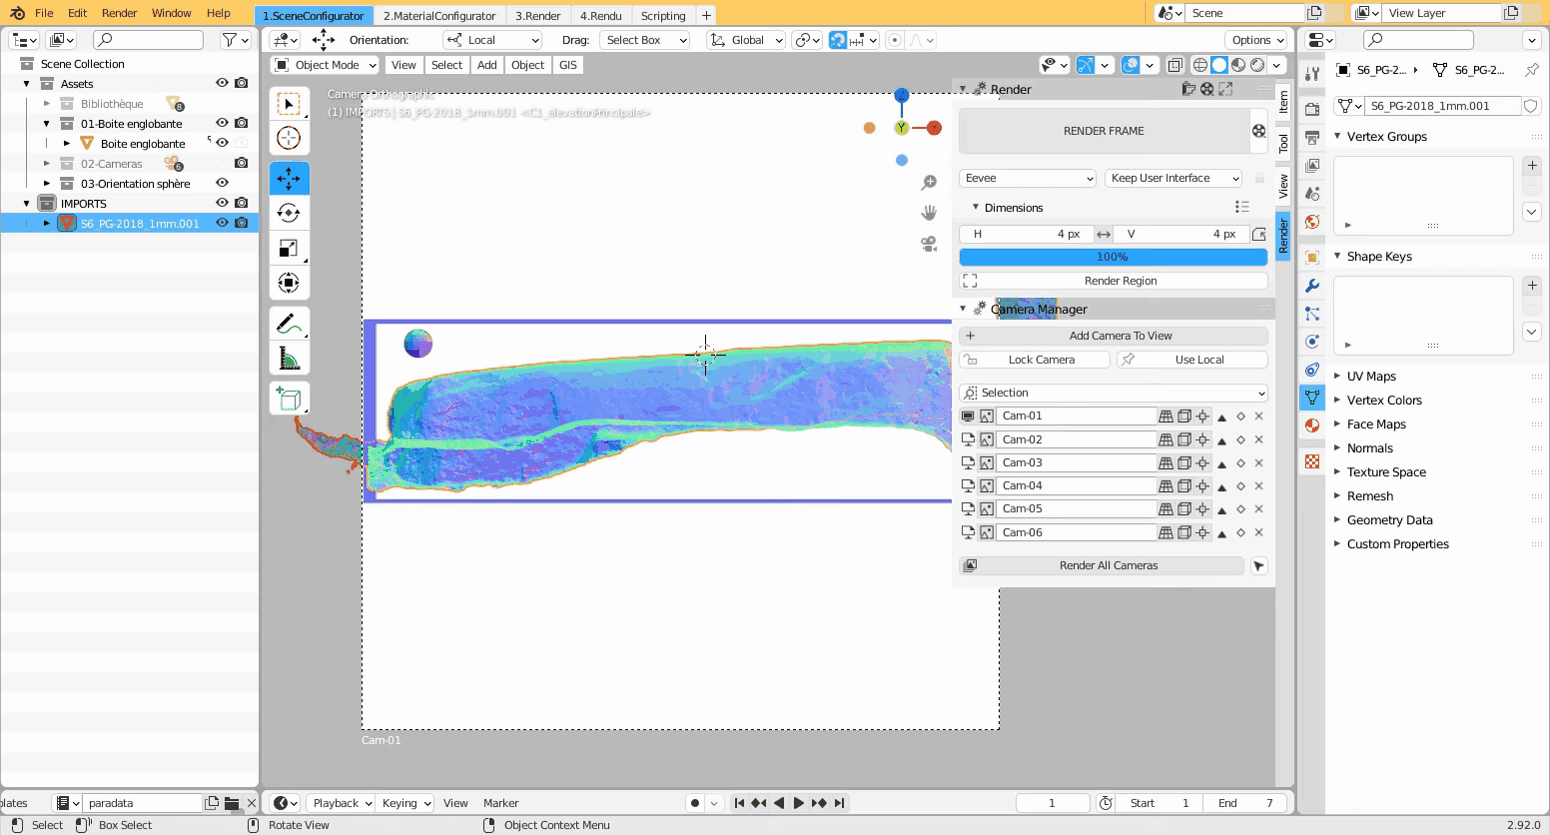 File Edit Render Window Help
1.SceneConfigurator 2.MaterialConfigurator 3.Render 4.Rendu Scripting +
Scene
View Layer
Orientation: Local Drag: Select Box Global Options
Object Mode View Select Add Object GIS
Scene Collection
Assets
Bibliothèque 8
01-Boite englobante
Boite englobante
02-Cameras 6
03-Orientation sphère
IMPORTS
S6_PG-2018_1mm.001
Camera Orthographic
(1) IMPORTS | S6_PG-2018_1mm.001 <C1_elevationPrincipale>
Z
Y
Cam-01
Render
RENDER FRAME
Eevee Keep User Interface
Dimensions
H 4 px V 4 px
100%
Render Region
Camera Manager
Add Camera To View
Lock Camera Use Local
Selection
Cam-01
Cam-02
Cam-03
Cam-04
Cam-05
Cam-06
Render All Cameras
Item
Tool
View
Render
S6_PG-2... S6_PG-2...
S6_PG-2018_1mm.001
Vertex Groups
Shape Keys
UV Maps
Vertex Colors
Face Maps
Normals
Texture Space
Remesh
Geometry Data
Custom Properties
plates paradata
Playback Keying View Marker
1 Start 1 End 7
Select Box Select Rotate View Object Context Menu 2.92.0